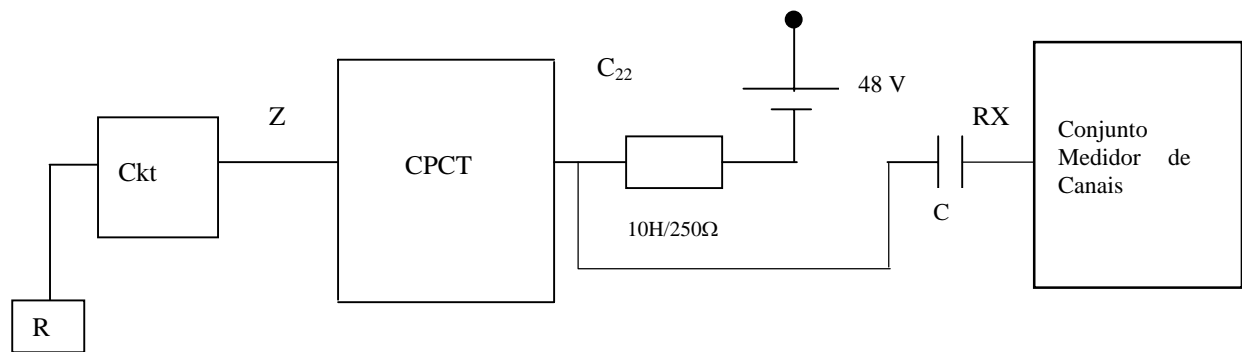 C₂₂
48 V
Z
RX
Ckt
CPCT
Conjunto
Medidor de
Canais
C
10H/250Ω
R